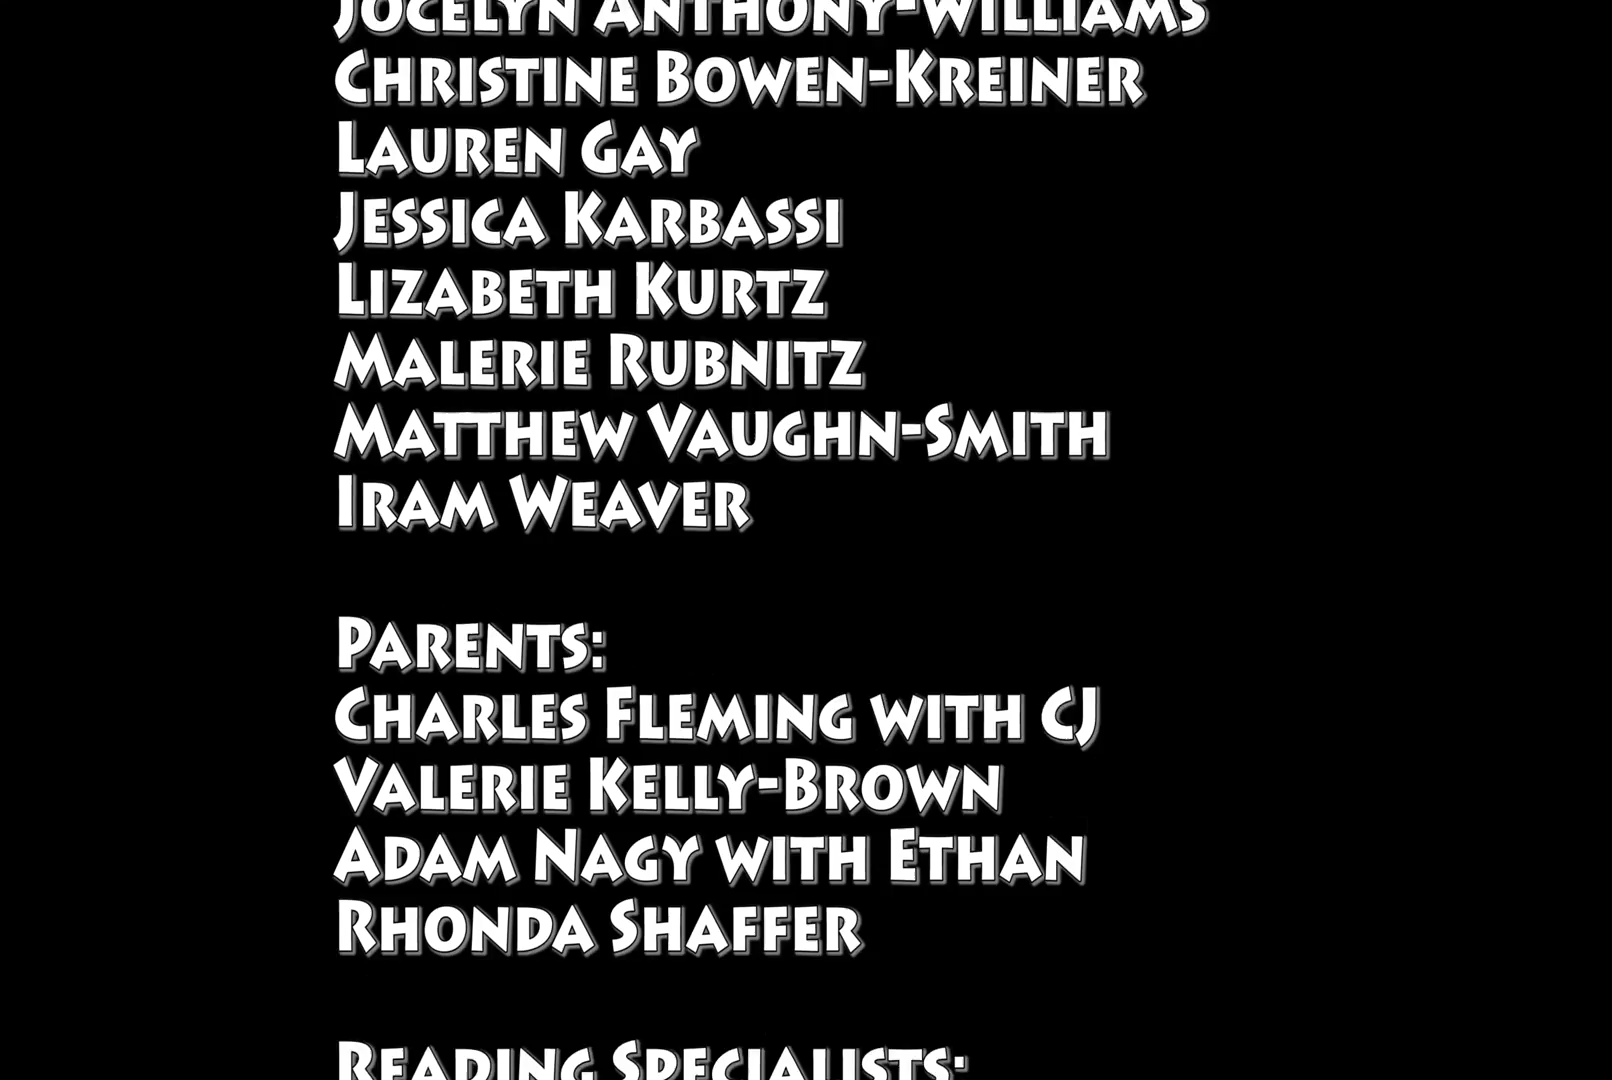 Jocelyn Anthony-Williams
Christine Bowen-Kreiner
Lauren Gay
Jessica Karbassi
Lizabeth Kurtz
Malerie Rubnitz
Matthew Vaughn-Smith
Iram Weaver
Parents:
Charles Fleming with CJ
Valerie Kelly-Brown
Adam Nagy with Ethan
Rhonda Shaffer
Reading Specialists: